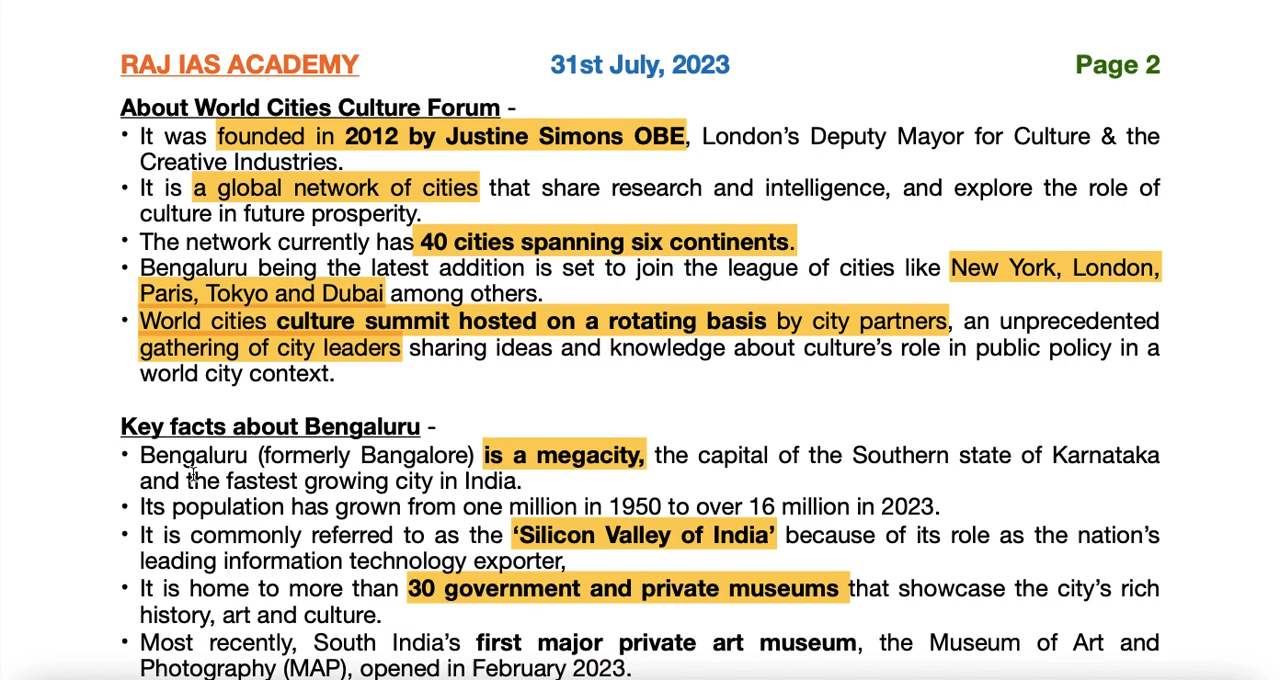 RAJ IAS ACADEMY 31st July, 2023 Page 2
About World Cities Culture Forum -
• It was founded in 2012 by Justine Simons OBE, London's Deputy Mayor for Culture & the
Creative Industries.
• It is a global network of cities that share research and intelligence, and explore the role of
culture in future prosperity.
• The network currently has 40 cities spanning six continents.
• Bengaluru being the latest addition is set to join the league of cities like New York, London,
Paris, Tokyo and Dubai among others.
• World cities culture summit hosted on a rotating basis by city partners, an unprecedented
gathering of city leaders sharing ideas and knowledge about culture's role in public policy in a
world city context.
Key facts about Bengaluru -
• Bengaluru (formerly Bangalore) is a megacity, the capital of the Southern state of Karnataka
and the fastest growing city in India.
• Its population has grown from one million in 1950 to over 16 million in 2023.
• It is commonly referred to as the ‘Silicon Valley of India’ because of its role as the nation's
leading information technology exporter,
• It is home to more than 30 government and private museums that showcase the city's rich
history, art and culture.
• Most recently, South India's first major private art museum, the Museum of Art and
Photography (MAP), opened in February 2023.